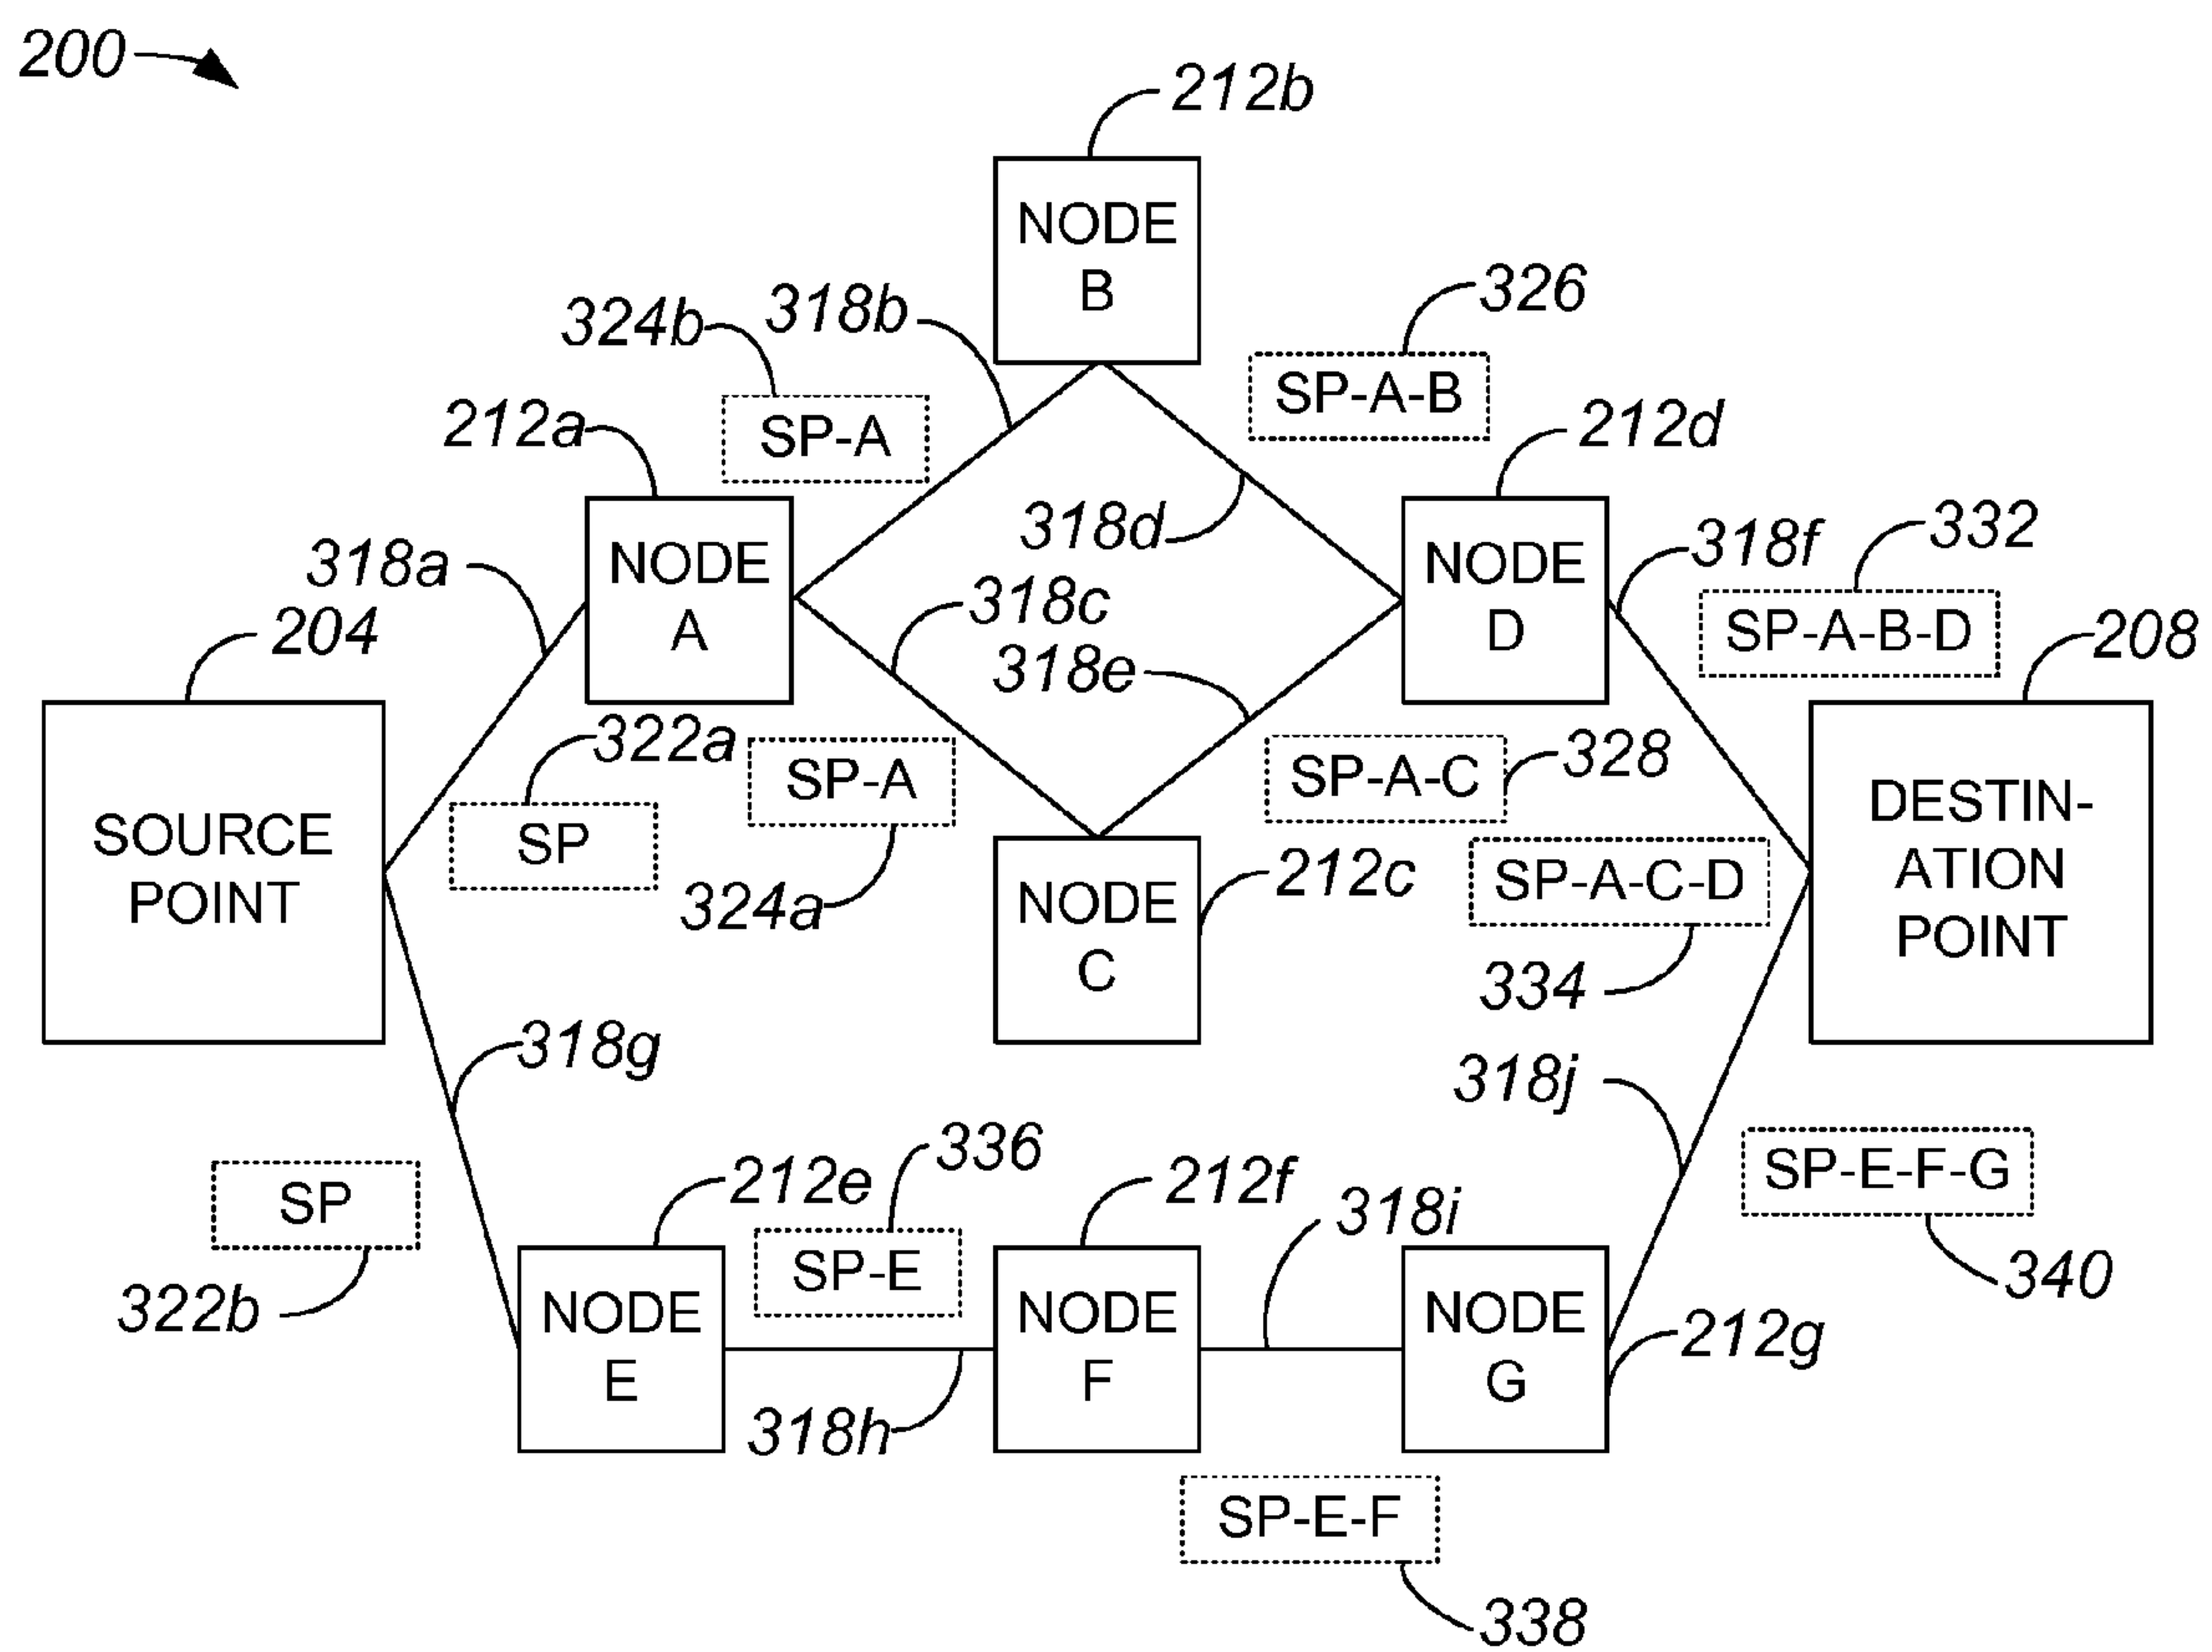 200
212b
NODE
B
326
324b
318b
SP-A-B
212a
SP-A
212d
318d
332
318a
NODE
A
318c
NODE
D
318f
SP-A-B-D
204
318e
208
322a
SP-A
SP-A-C
328
SOURCE
POINT
SP
324a
NODE
C
212c
SP-A-C-D
334
DESTIN-
ATION
POINT
318g
318j
336
SP
322b
212e
SP-E
212f
318i
SP-E-F-G
340
NODE
E
318h
NODE
F
NODE
G
212g
SP-E-F
338